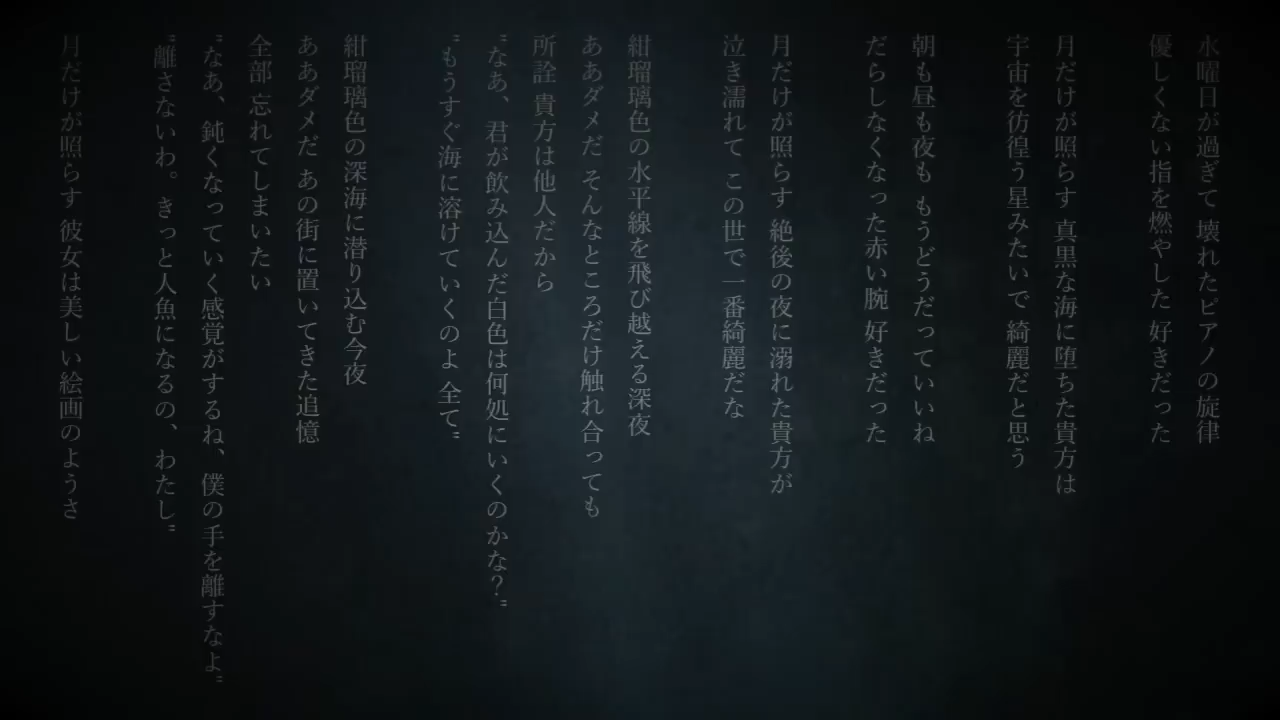 水曜日が過ぎて 壊れたピアノの旋律
優しくない指を燃やした 好きだった
月だけが照らす 真黒な海に堕ちた貴方は
宇宙を彷徨う星みたいで 綺麗だと思う
朝も昼も夜も もうどうだっていいね
だらしなくなった赤い腕 好きだった
月だけが照らす 絶後の夜に溺れた貴方が
泣き濡れて この世で一番綺麗だな
紺瑠璃色の水平線を飛び越える深夜
あぁダメだ そんなところだけ触れ合っても
所詮 貴方は他人だから
〝なあ、君が飲み込んだ白色は何処にいくのかな?〟
〝もうすぐ海に溶けていくのよ 全て〟
紺瑠璃色の深海に潜り込む今夜
あぁダメだ あの街に置いてきた追憶
全部 忘れてしまいたい
〝なあ、鈍くなっていく感覚がするね、僕の手を離すなよ〟
〝離さないわ。きっと人魚になるの、わたし〟
月だけが照らす 彼女は美しい絵画のようさ